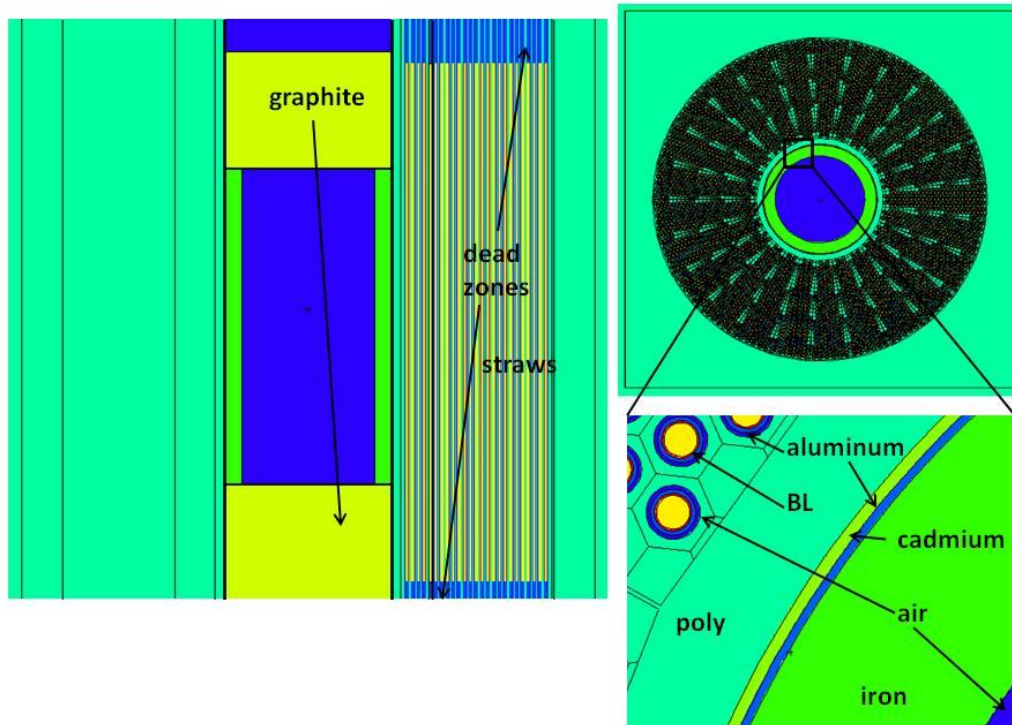 graphite
dead
zones
straws
aluminum
BL
cadmium
air
poly
iron